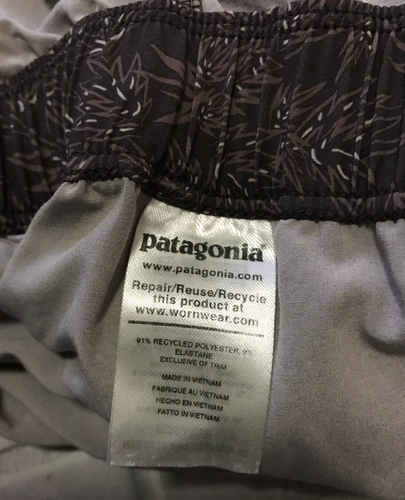 patagonia®
www.patagonia.com
Repair/Reuse/Recycle
this product at
www.wornwear.com
91% RECYCLED POLYESTER, 9%
ELASTANE
EXCLUSIVE OF TRIM
MADE IN VIETNAM
FABRIQUÉ AU VIETNAM
HECHO EN VIETNAM
FATTO IN VIETNAM